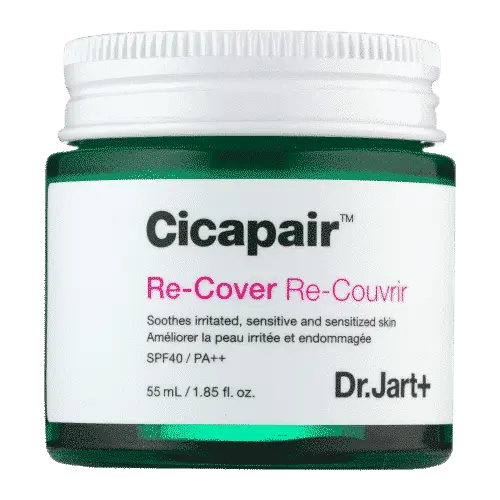 Cicapair™
Re-Cover Re-Couvrir
Soothes irritated, sensitive and sensitized skin
Améliorer la peau irritée et endommagée
SPF40 / PA++
55 mL / 1.85 fl. oz.
Dr.Jart+